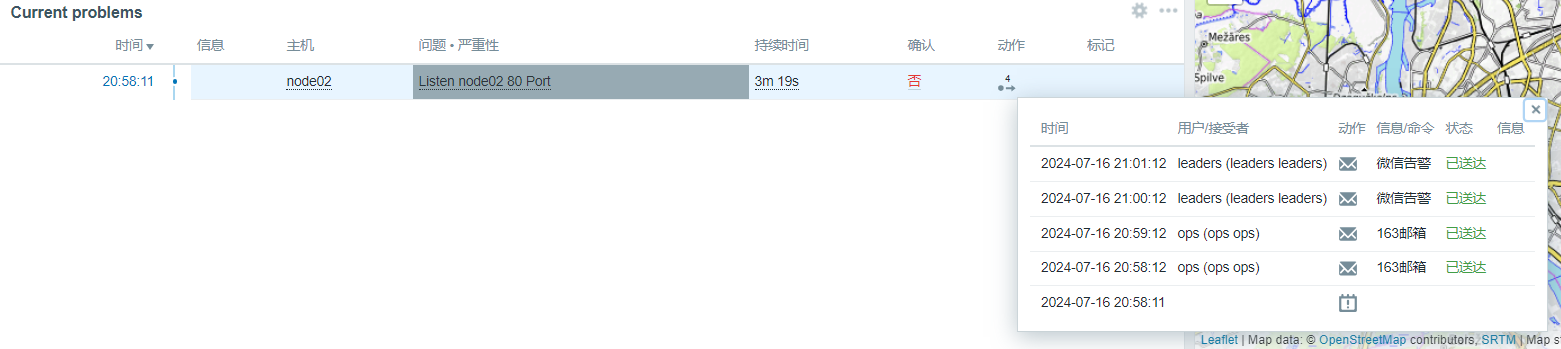 Current problems
时间 信息 主机 问题 • 严重性 持续时间 确认 动作 标记
20:58:11 node02 Listen node02 80 Port 3m 19s 否 4
时间 用户/接受者 动作 信息/命令 状态 信息
2024-07-16 21:01:12 leaders (leaders leaders) 微信告警 已送达
2024-07-16 21:00:12 leaders (leaders leaders) 微信告警 已送达
2024-07-16 20:59:12 ops (ops ops) 163邮箱 已送达
2024-07-16 20:58:12 ops (ops ops) 163邮箱 已送达
2024-07-16 20:58:11
Mežāres
Spilve
Leaflet | Map data: © OpenStreetMap contributors, SRTM | Map s